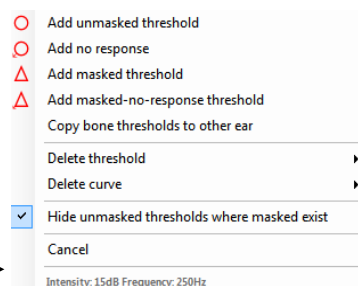 Add unmasked threshold
Add no response
Add masked threshold
Add masked-no-response threshold
Copy bone thresholds to other ear
Delete threshold
Delete curve
Hide unmasked thresholds where masked exist
Cancel
Intensity: 15dB Frequency: 250Hz